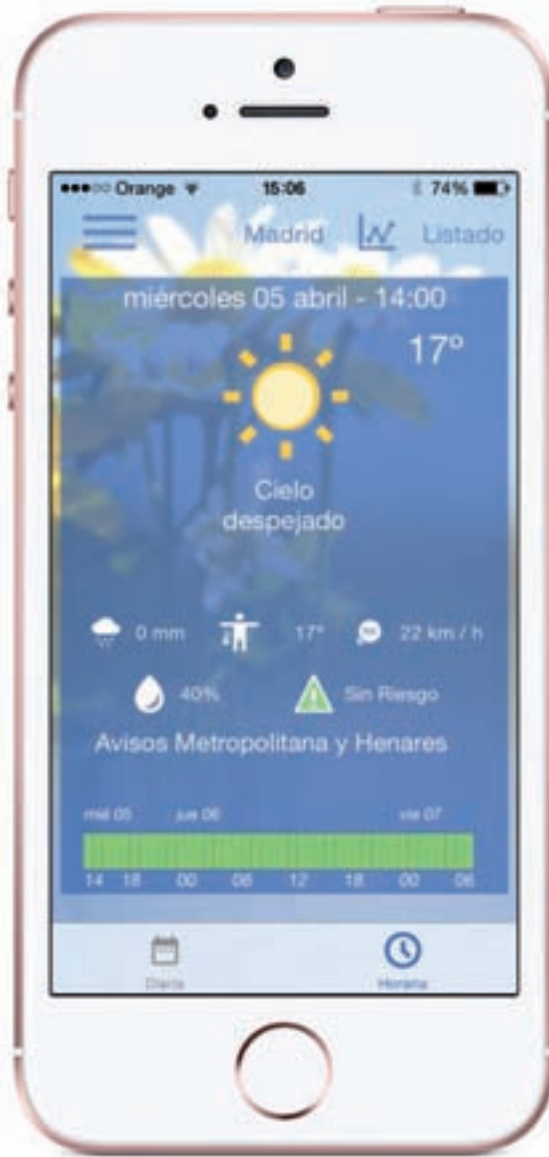 Orange 15:06 74%
Madrid Listado
miércoles 05 abril - 14:00
17º
Cielo
despejado
0 mm 17º 22 km / h
40% Sin Riesgo
Avisos Metropolitana y Henares
mié 05 jue 06 vie 07
14 18 00 06 12 18 00 06
Diaria Horaria